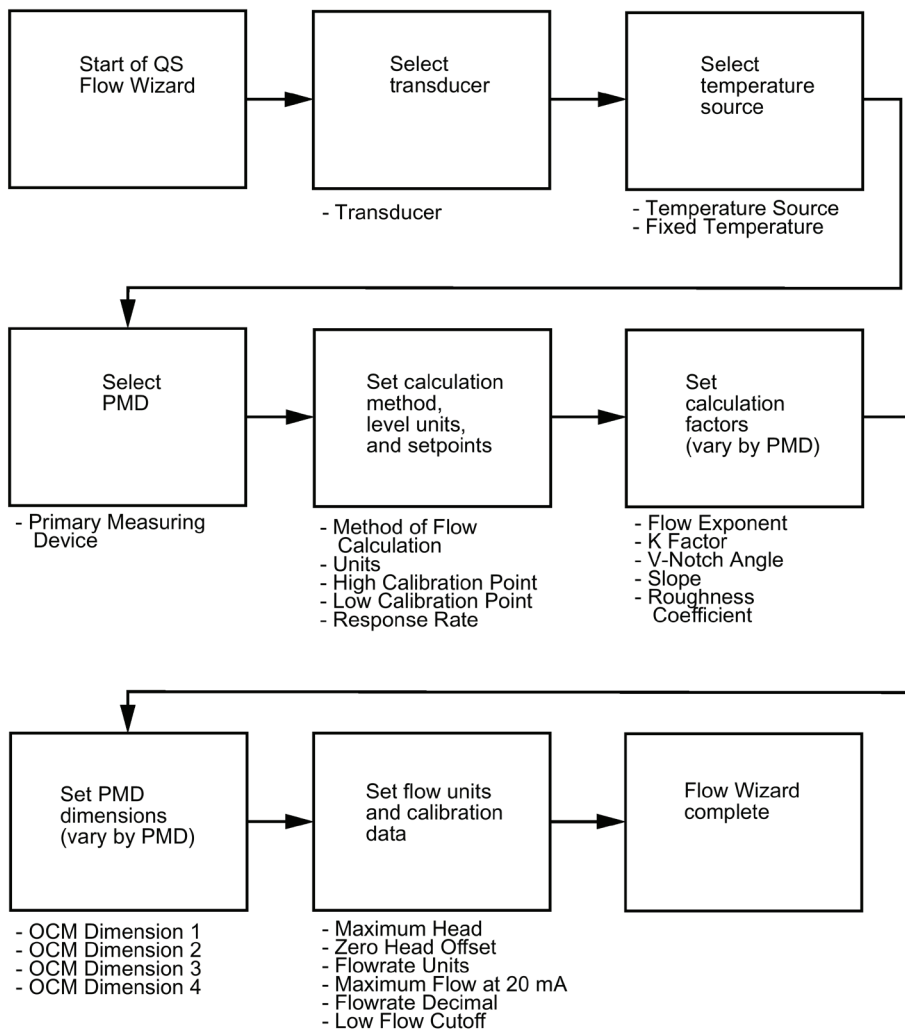 Start of QS
Flow Wizard
Select
transducer
- Transducer
Select
temperature
source
- Temperature Source
- Fixed Temperature
Select
PMD
- Primary Measuring
Device
Set calculation
method,
level units,
and setpoints
- Method of Flow
Calculation
- Units
- High Calibration Point
- Low Calibration Point
- Response Rate
Set
calculation
factors
(vary by PMD)
- Flow Exponent
- K Factor
- V-Notch Angle
- Slope
- Roughness
Coefficient
Set PMD
dimensions
(vary by PMD)
- OCM Dimension 1
- OCM Dimension 2
- OCM Dimension 3
- OCM Dimension 4
Set flow units
and calibration
data
- Maximum Head
- Zero Head Offset
- Flowrate Units
- Maximum Flow at 20 mA
- Flowrate Decimal
- Low Flow Cutoff
Flow Wizard
complete